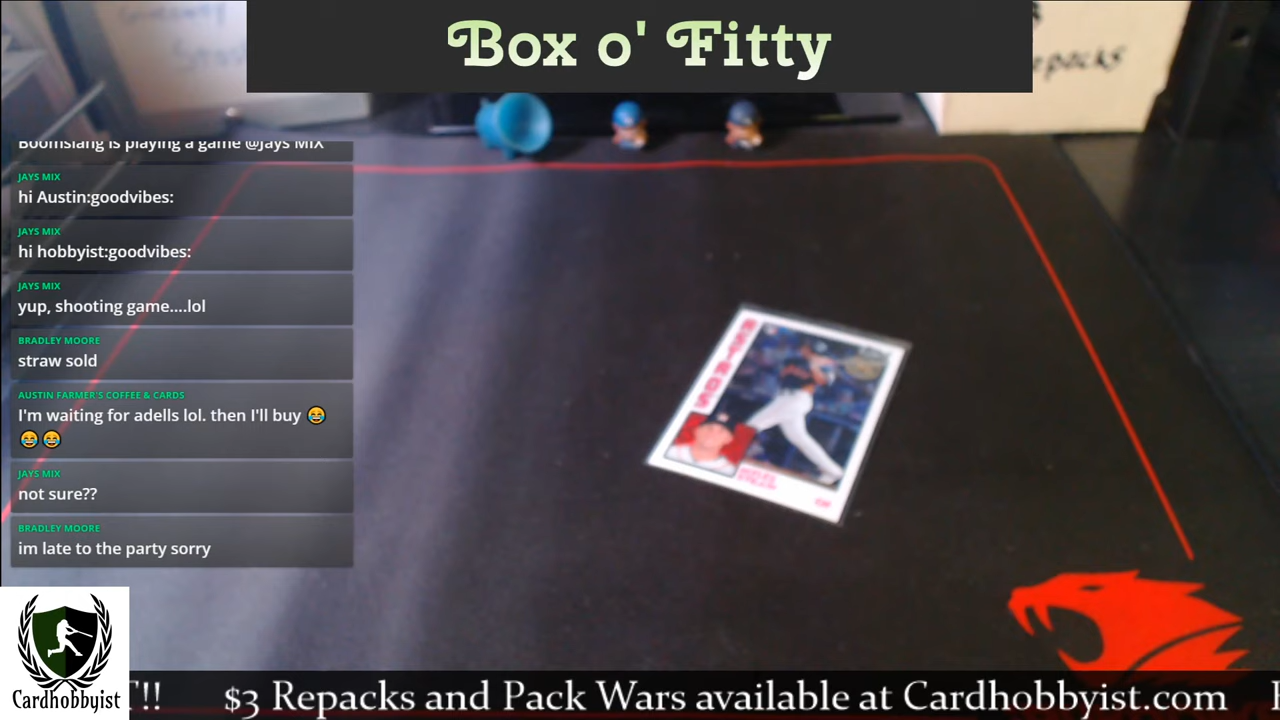 Box o' Fitty
epacks
Boomslang is playing a game @Jays MIX
JAYS MIX
hi Austin:goodvibes:
JAYS MIX
hi hobbyist:goodvibes:
JAYS MIX
yup, shooting game....lol
BRADLEY MOORE
straw sold
AUSTIN FARMER'S COFFEE & CARDS
I'm waiting for adells lol. then I'll buy 😂
😂😂
JAYS MIX
not sure??
BRADLEY MOORE
im late to the party sorry
ASTROS
STRAW
Cardhobbyist
T!! $3 Repacks and Pack Wars available at Cardhobbyist.com